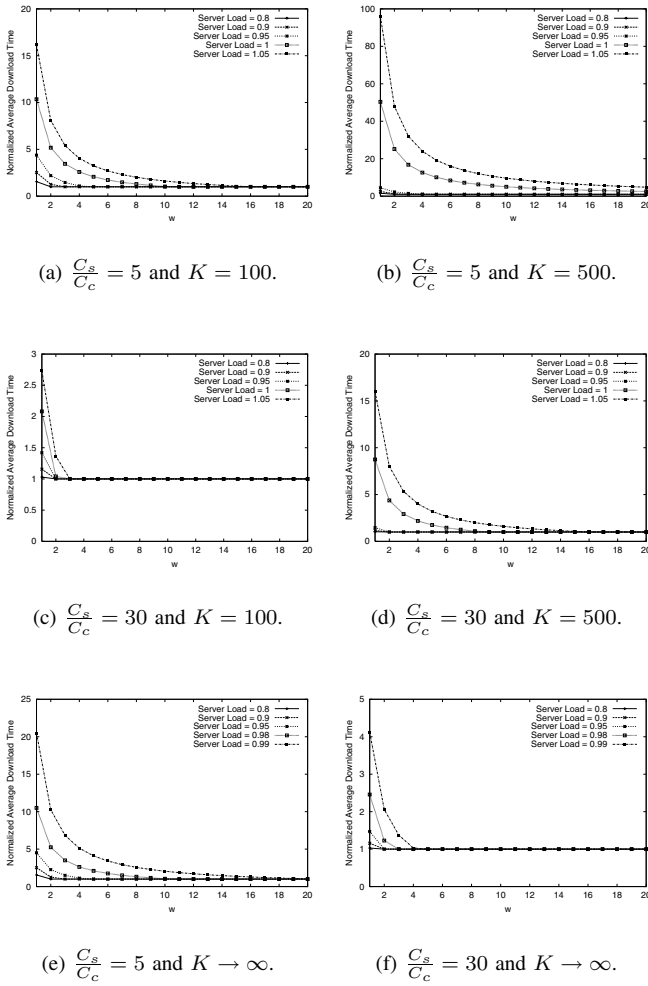 Normalized Average Download Time
20
15
10
5
0
2 4 6 8 10 12 14 16 18 20
w
Server Load = 0.8
Server Load = 0.9
Server Load = 0.95
Server Load = 1
Server Load = 1.05
(a) C_s/C_c = 5 and K = 100.
Normalized Average Download Time
100
80
60
40
20
0
2 4 6 8 10 12 14 16 18 20
w
Server Load = 0.8
Server Load = 0.9
Server Load = 0.95
Server Load = 1
Server Load = 1.05
(b) C_s/C_c = 5 and K = 500.
Normalized Average Download Time
3
2.5
2
1.5
1
0.5
0
2 4 6 8 10 12 14 16 18 20
w
Server Load = 0.8
Server Load = 0.9
Server Load = 0.95
Server Load = 1
Server Load = 1.05
(c) C_s/C_c = 30 and K = 100.
Normalized Average Download Time
20
15
10
5
0
2 4 6 8 10 12 14 16 18 20
w
Server Load = 0.8
Server Load = 0.9
Server Load = 0.95
Server Load = 1
Server Load = 1.05
(d) C_s/C_c = 30 and K = 500.
Normalized Average Download Time
25
20
15
10
5
0
2 4 6 8 10 12 14 16 18 20
w
Server Load = 0.8
Server Load = 0.9
Server Load = 0.95
Server Load = 0.98
Server Load = 0.99
(e) C_s/C_c = 5 and K → ∞.
Normalized Average Download Time
5
4
3
2
1
0
2 4 6 8 10 12 14 16 18 20
w
Server Load = 0.8
Server Load = 0.9
Server Load = 0.95
Server Load = 0.98
Server Load = 0.99
(f) C_s/C_c = 30 and K → ∞.